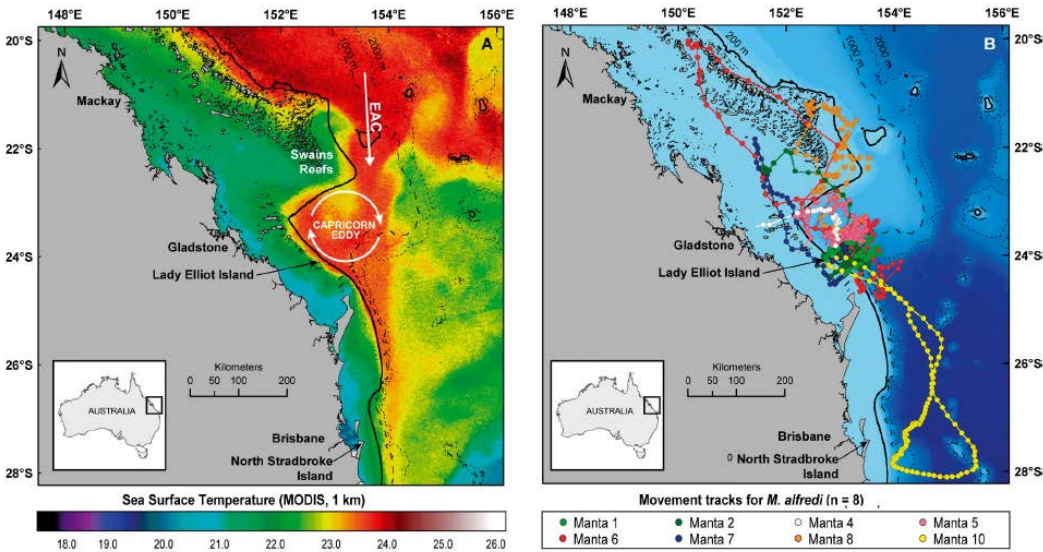 148°E 150°E 152°E 154°E 156°E
20°S
22°S
24°S
26°S
28°S
A
N
200 m
1000 m
2000 m
EAC
Mackay
Swains
Reefs
CAPRICORN
EDDY
Gladstone
Lady Elliot Island
Kilometers
0 50 100 200
AUSTRALIA
Brisbane
North Stradbroke
Island
Sea Surface Temperature (MODIS, 1 km)
18.0 19.0 20.0 21.0 22.0 23.0 24.0 25.0 26.0
148°E 150°E 152°E 154°E 156°E
20°S
22°S
24°S
26°S
28°S
B
N
200 m
1000 m
2000 m
Mackay
Gladstone
Lady Elliot Island
Kilometers
0 50 100 200
AUSTRALIA
Brisbane
0 North Stradbroke
Island
Movement tracks for M. alfredi (n = 8)
Manta 1 Manta 2 Manta 4 Manta 5
Manta 6 Manta 7 Manta 8 Manta 10